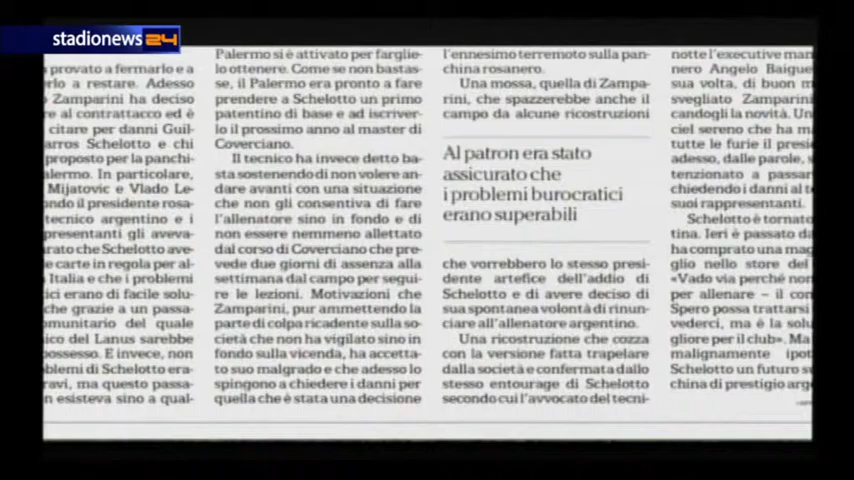 stadionews24
provato a fermarlo e a
rlo a restare. Adesso
Zamparini ha deciso
re al contrattacco ed è
citare per danni Guil-
arros Schelotto e chi
proposto per la panchi-
alermo. In particolare,
Mijatovic e Vlado Le-
ndo il presidente rosa-
tecnico argentino e i
presentanti gli aveva-
rato che Schelotto ave-
e carte in regola per al-
Italia e che i problemi
ici erano di facile solu-
che grazie a un passa-
omunitario del quale
ico del Lanus sarebbe
possesso. E invece, non
oblemi di Schelotto era-
ravi, ma questo passa-
n esisteva sino a qual-
Palermo si è attivato per farglie-
lo ottenere. Come se non bastas-
se, il Palermo era pronto a fare
prendere a Schelotto un primo
patentino di base e ad iscriver-
lo il prossimo anno al master di
Coverciano.
Il tecnico ha invece detto ba-
sta sostenendo di non volere an-
dare avanti con una situazione
che non gli consentiva di fare
l'allenatore sino in fondo e di
non essere nemmeno allettato
dal corso di Coverciano che pre-
vede due giorni di assenza alla
settimana dal campo per segui-
re le lezioni. Motivazioni che
Zamparini, pur ammettendo la
parte di colpa ricadente sulla so-
cietà che non ha vigilato sino in
fondo sulla vicenda, ha accetta-
to suo malgrado e che adesso lo
spingono a chiedere i danni per
quella che è stata una decisione
l'ennesimo terremoto sulla pan-
china rosanero.
Una mossa, quella di Zampa-
rini, che spazzerebbe anche il
campo da alcune ricostruzioni
Al patron era stato
assicurato che
i problemi burocratici
erano superabili
che vorrebbero lo stesso presi-
dente artefice dell'addio di
Schelotto e di avere deciso di
sua spontanea volontà di rinun-
ciare all'allenatore argentino.
Una ricostruzione che cozza
con la versione fatta trapelare
dalla società e confermata dallo
stesso entourage di Schelotto
secondo cui l'avvocato del tecni-
notte l'executive man
nero Angelo Baigue
sua volta, di buon m
svegliato Zamparini
candogli la novità. Un
ciel sereno che ha m
tutte le furie il presi
adesso, dalle parole, s
tenzionato a passar
chiedendo i danni al t
suoi rappresentanti.
Schelotto è tornato
tina. Ieri è passato da
ha comprato una mag
glio nello store del
«Vado via perché non
per allenare – il com
Spero possa trattarsi
vederci, ma è la solu
gliore per il club». Ma
malignamente ipot
Schelotto un futuro su
china di prestigio arge